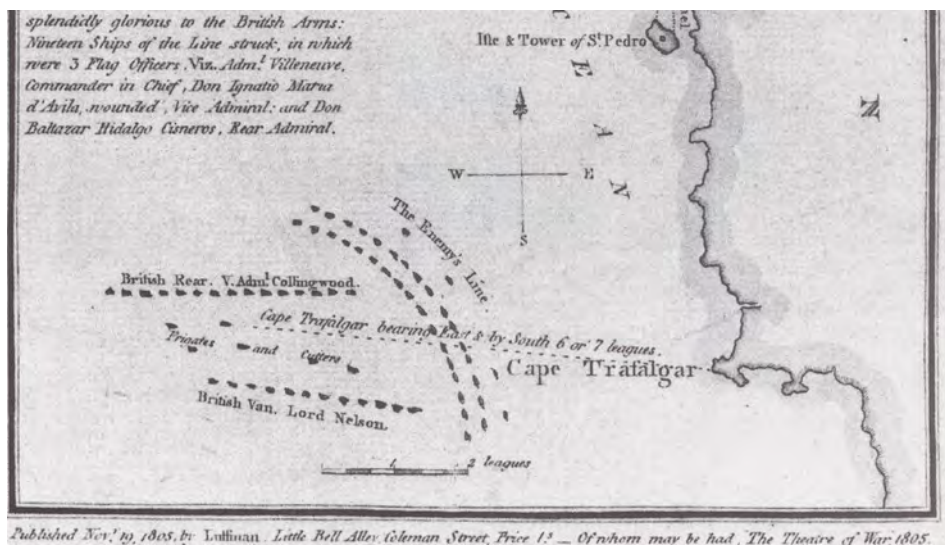 splendidly glorious to the British Arms:
Nineteen Ships of the Line struck, in which
were 3 Flag Officers, Viz. Adm.l Villeneuve,
Commander in Chief, Don Ignatio Maria
d'Avila, wounded, Vice Admiral: and Don
Baltazar Hidalgo Cisneros, Rear Admiral.
C
E
A
N
Isle & Tower of St. Pedro
N
W E
S
The Enemy's Line
British Rear. V. Adm.l Collingwood.
Cape Trafalgar bearing East & by South 6 or 7 leagues.
Frigates and Cutters
Cape Trafalgar
British Van. Lord Nelson.
1 2 leagues
Published Nov.r 19, 1805, by Luffman, Little Bell Alley, Coleman Street, Price 1s _ Of whom may be had, The Theatre of War 1805.